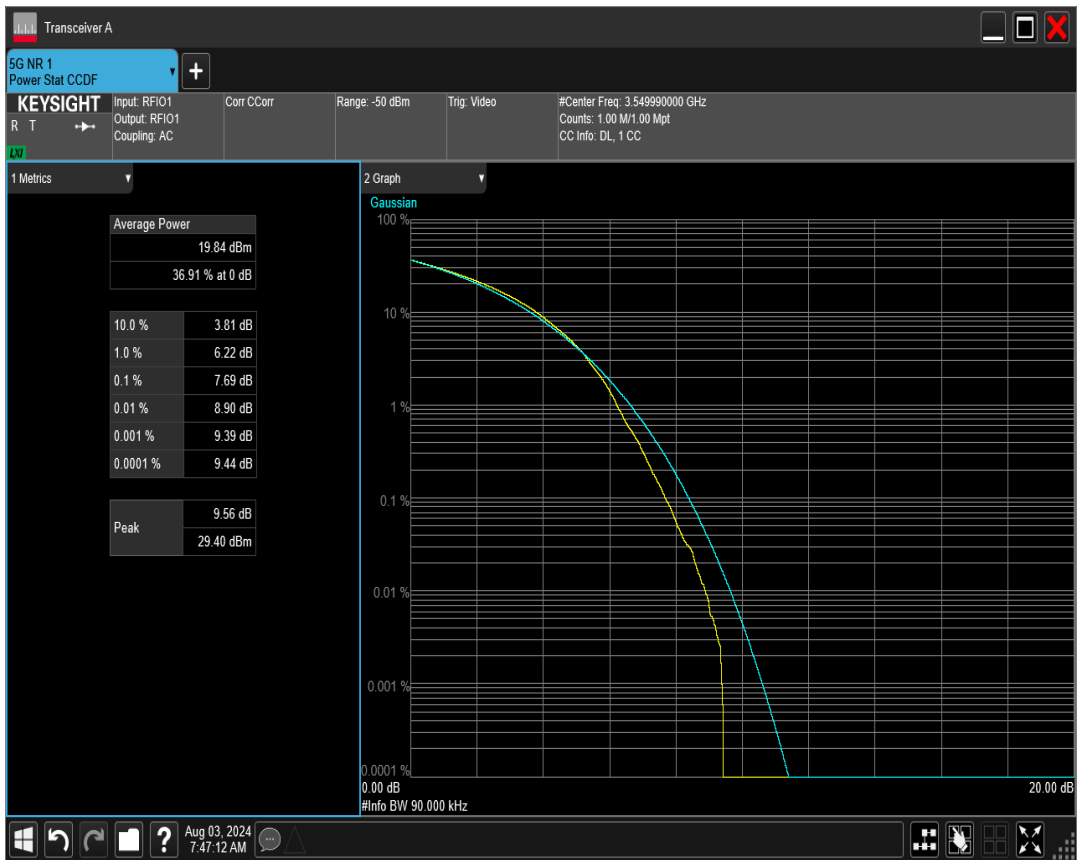 Transceiver A
5G NR 1
Power Stat CCDF
+
KEYSIGHT
R T
LXI
Input: RFIO1
Output: RFIO1
Coupling: AC
Corr CCorr
Range: -50 dBm
Trig: Video
#Center Freq: 3.549990000 GHz
Counts: 1.00 M/1.00 Mpt
CC Info: DL, 1 CC
1 Metrics
Average Power
19.84 dBm
36.91 % at 0 dB
10.0 % 3.81 dB
1.0 % 6.22 dB
0.1 % 7.69 dB
0.01 % 8.90 dB
0.001 % 9.39 dB
0.0001 % 9.44 dB
Peak
9.56 dB
29.40 dBm
2 Graph
Gaussian
100 %
10 %
1 %
0.1 %
0.01 %
0.001 %
0.0001 %
0.00 dB 20.00 dB
#Info BW 90.000 kHz
?
Aug 03, 2024
7:47:12 AM